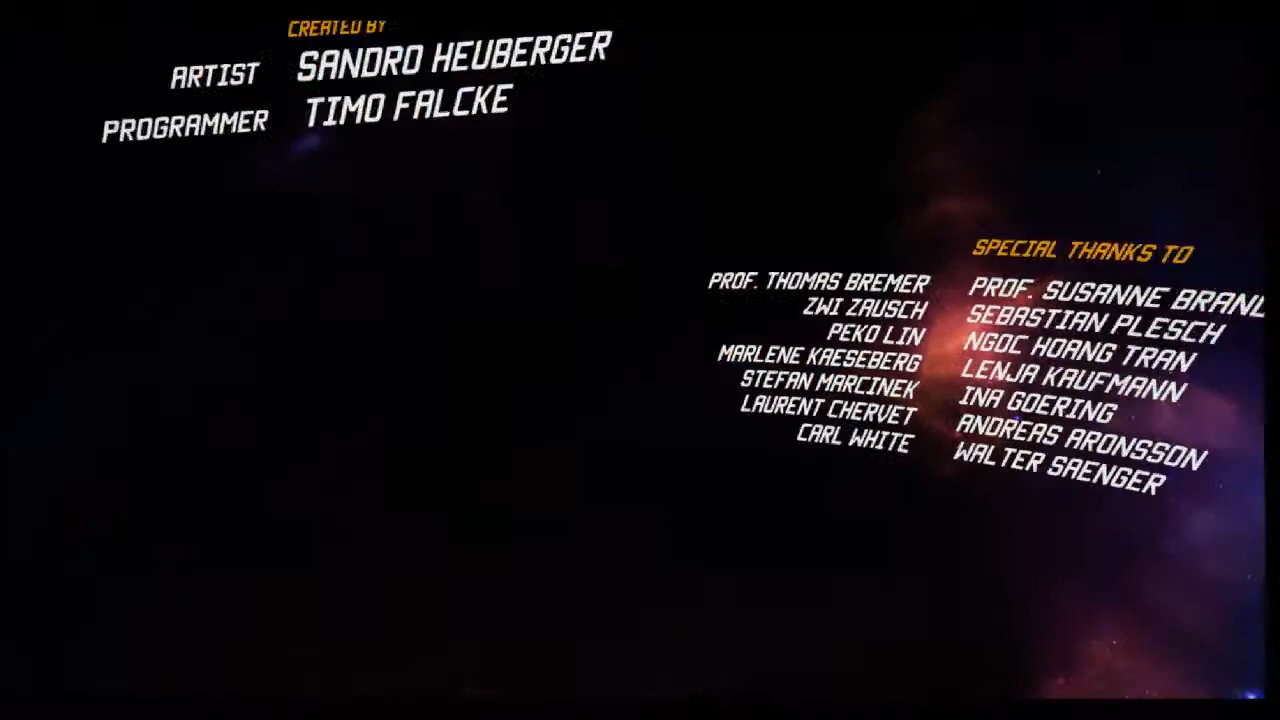 CREATED BY
ARTIST SANDRO HEUBERGER
PROGRAMMER TIMO FALCKE
SPECIAL THANKS TO
PROF. THOMAS BREMER PROF. SUSANNE
ZWI ZAUSCH SEBASTIAN PLESCH
PEKO LIN NGOC HOANG TRAN
MARLENE KAESEBERG LENJA KAUFMANN
STEFAN MARCINEK INA GOERING
LAURENT CHERVET ANDREAS ARONSSON
CARL WHITE WALTER SAENGER